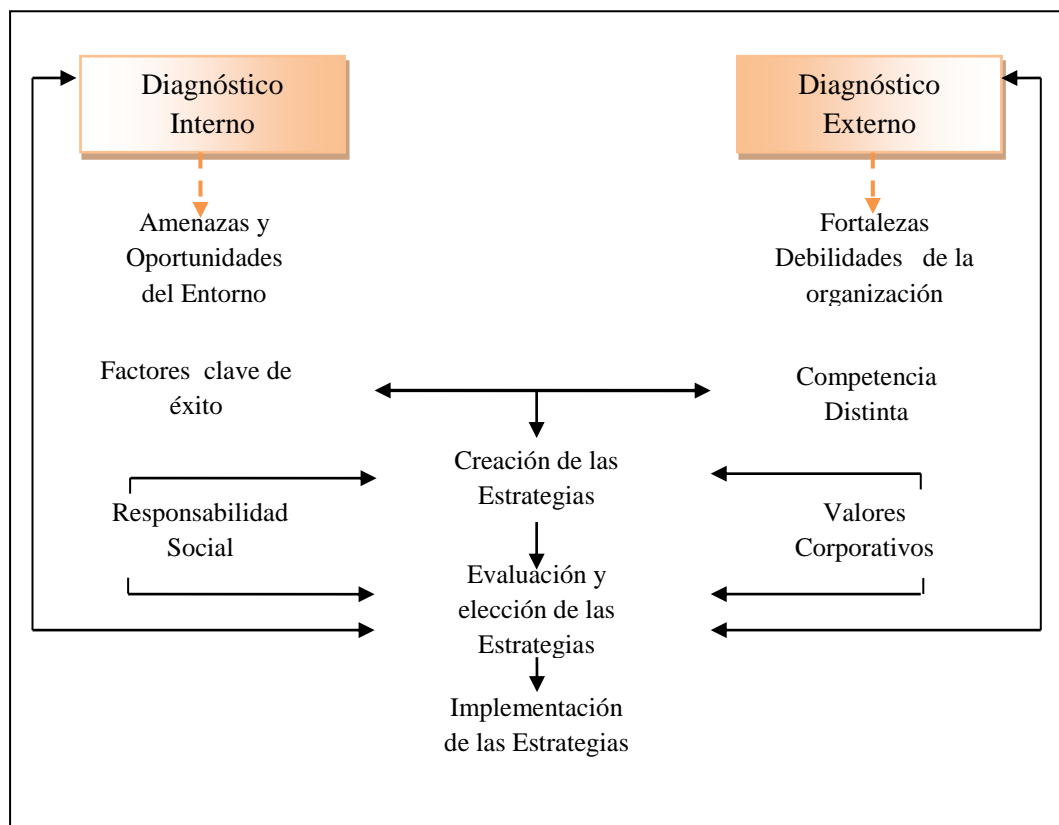 Diagnóstico
Interno
Diagnóstico
Externo
Amenazas y
Oportunidades
del Entorno
Fortalezas
Debilidades de la
organización
Factores clave de
éxito
Competencia
Distinta
Creación de las
Estrategias
Responsabilidad
Social
Valores
Corporativos
Evaluación y
elección de las
Estrategias
Implementación
de las Estrategias